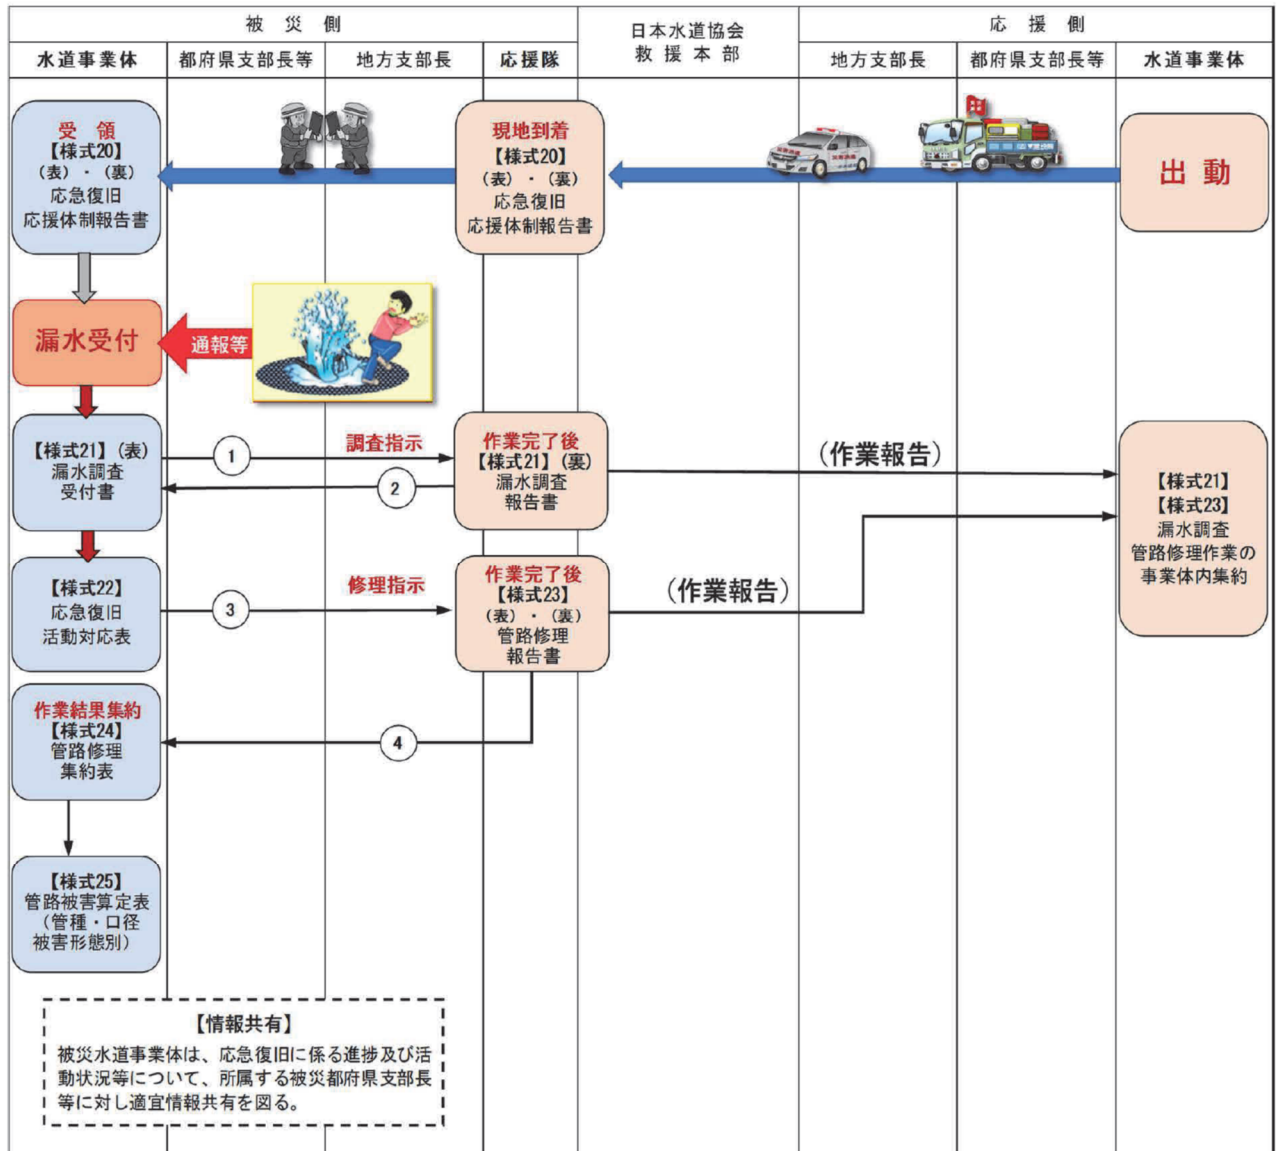 被 災 側
日本水道協会
救 援 本 部
応 援 側
水道事業体
都府県支部長等
地方支部長
応援隊
地方支部長
都府県支部長等
水道事業体
受 領
【様式20】
(表)・(裏)
応急復旧
応援体制報告書
現地到着
【様式20】
(表)・(裏)
応急復旧
応援体制報告書
出 動
漏水受付
通報等
【様式21】(表)
漏水調査
受付書
1
調査指示
2
作業完了後
【様式21】(裏)
漏水調査
報告書
(作業報告)
【様式21】
【様式23】
漏水調査
管路修理作業の
事業体内集約
【様式22】
応急復旧
活動対応表
3
修理指示
作業完了後
【様式23】
(表)・(裏)
管路修理
報告書
(作業報告)
作業結果集約
【様式24】
管路修理
集約表
4
【様式25】
管路被害算定表
(管種・口径
被害形態別)
【情報共有】
被災水道事業体は、応急復旧に係る進捗及び活
動状況等について、所属する被災都府県支部長
等に対し適宜情報共有を図る。